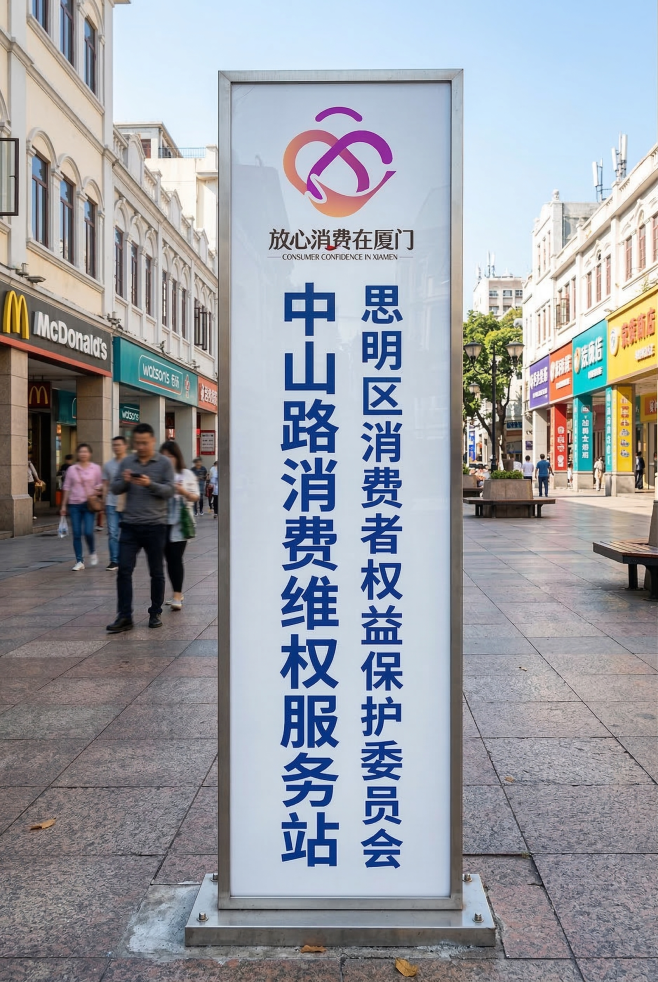 放心消费在厦门
CONSUMER CONFIDENCE IN XIAMEN
思明区消费者权益保护委员会
中山路消费维权服务站
McDonald's
watsons
watsons